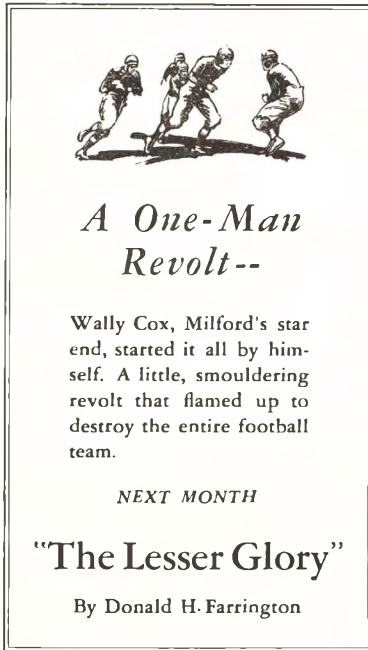 A One-Man
Revolt--
Wally Cox, Milford's star
end, started it all by him-
self. A little, smouldering
revolt that flamed up to
destroy the entire football
team.
NEXT MONTH
"The Lesser Glory"
By Donald H. Farrington